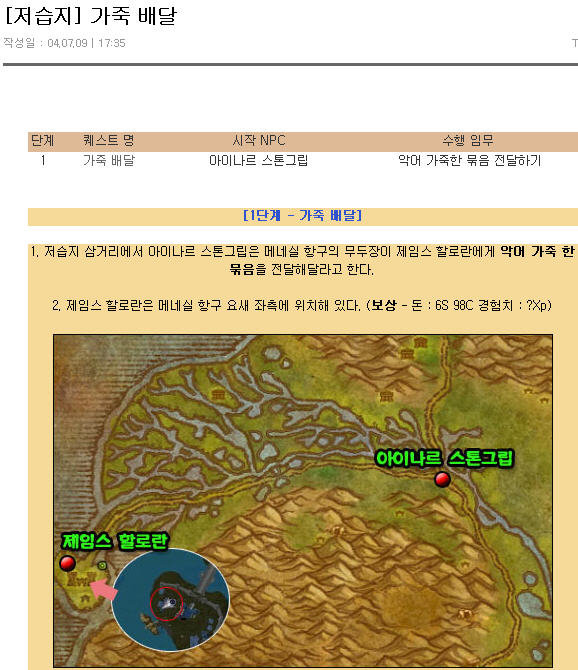 [저습지] 가죽 배달
작성일 : 04.07.09 | 17:35
단계 퀘스트 명 시작 NPC 수행 임무
1 가죽 배달 아이나르 스톤그립 악어 가죽한 묶음 전달하기
[1단계 - 가죽 배달]
1. 저습지 삼거리에서 아이나르 스톤그립은 메네실 항구의 무두장이 제임스 할로란에게 악어 가죽 한
묶음을 전달해달라고 한다.
2. 제임스 할로란은 메네실 항구 요새 좌측에 위치해 있다. (보상 - 돈 : 6S 98C 경험치 : ?Xp)
아이나르 스톤그립
제임스 할로란